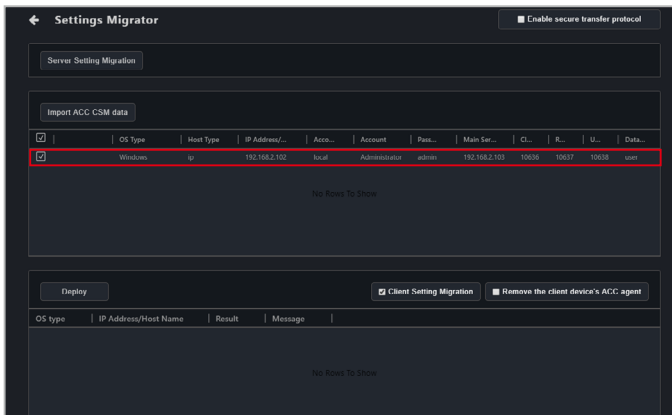 Settings Migrator
Enable secure transfer protocol
Server Setting Migration
Import ACC CSM data
OS Type | Host Type | IP Address/... | Acco... | Account | Pass... | Main Ser... | Cl... | R... | U... | Data...
Windows ip 192.168.2.102 local Administrator admin 192.168.2.103 10636 10637 10638 user
No Rows To Show
Deploy
Client Setting Migration
Remove the client device's ACC agent
OS type | IP Address/Host Name | Result | Message |
No Rows To Show